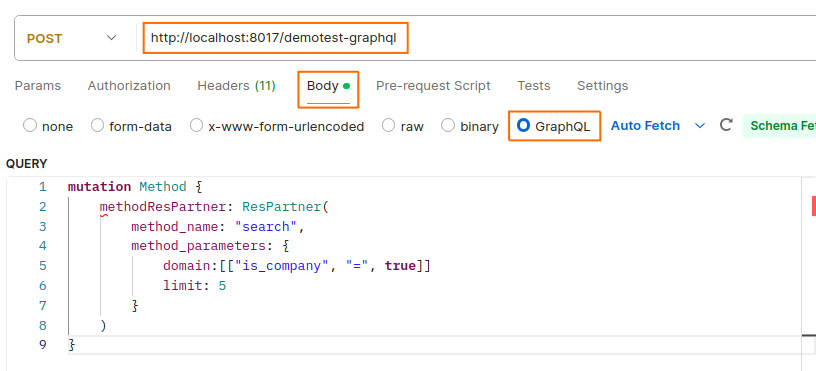 POST http://localhost:8017/demotest-graphql
Params Authorization Headers (11) Body Pre-request Script Tests Settings
none form-data x-www-form-urlencoded raw binary GraphQL Auto Fetch Schema Fet
QUERY
1 mutation Method {
2 methodResPartner: ResPartner(
3 method_name: "search",
4 method_parameters: {
5 domain:[["is_company", "=", true]]
6 limit: 5
7 }
8 )
9 }